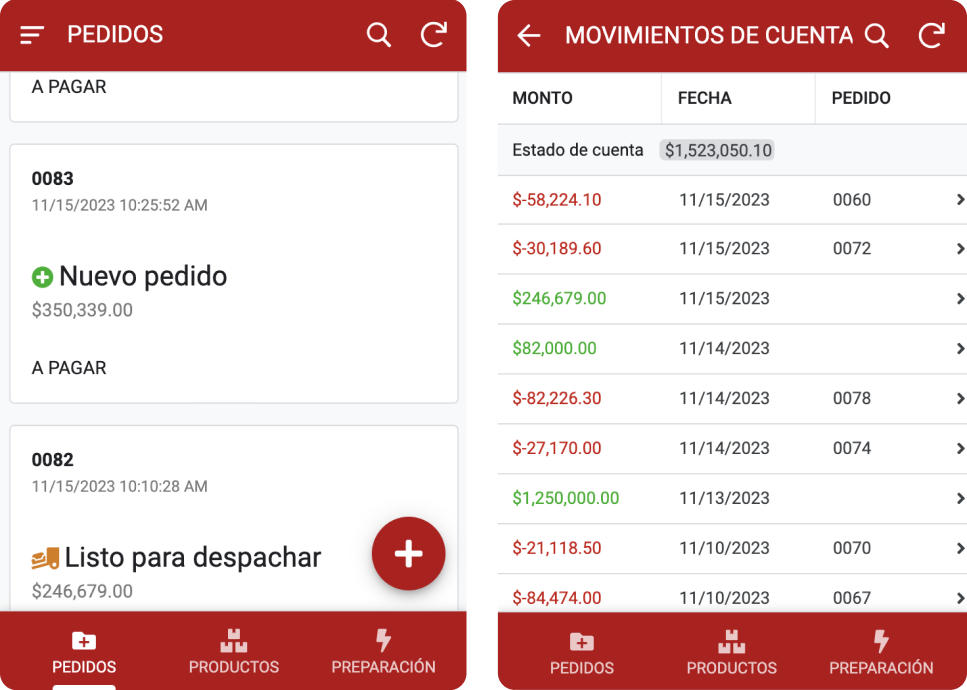 PEDIDOS
A PAGAR
0083
11/15/2023 10:25:52 AM
Nuevo pedido
$350,339.00
A PAGAR
0082
11/15/2023 10:10:28 AM
Listo para despachar
$246,679.00
PEDIDOS PRODUCTOS PREPARACIÓN
MOVIMIENTOS DE CUENTA
MONTO FECHA PEDIDO
Estado de cuenta $1,523,050.10
$-58,224.10 11/15/2023 0060
$-30,189.60 11/15/2023 0072
$246,679.00 11/15/2023
$82,000.00 11/14/2023
$-82,226.30 11/14/2023 0078
$-27,170.00 11/14/2023 0074
$1,250,000.00 11/13/2023
$-21,118.50 11/10/2023 0070
$-84,474.00 11/10/2023 0067
PEDIDOS PRODUCTOS PREPARACIÓN